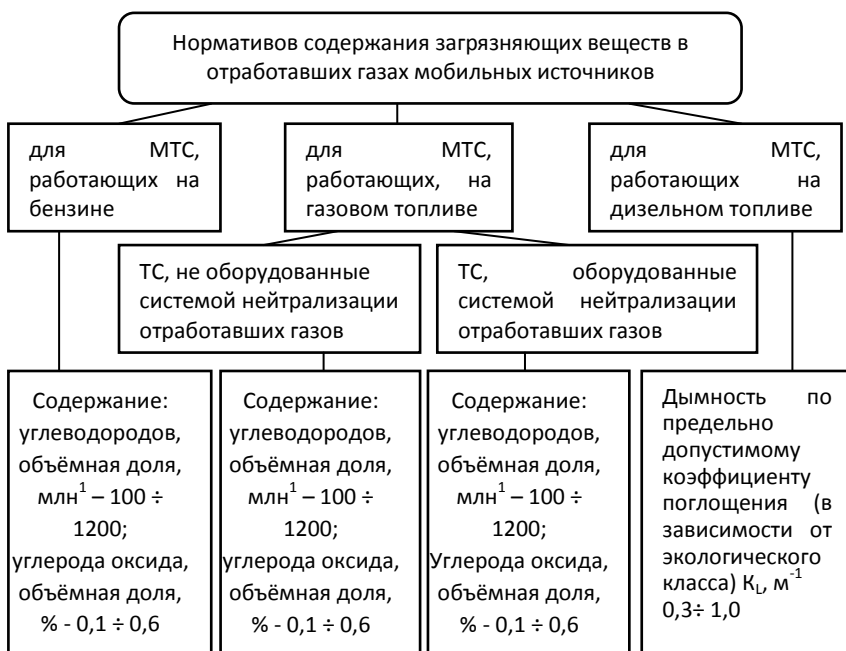 Нормативов содержания загрязняющих веществ в
отработавших газах мобильных источников
для МТС,
работающих на
бензине
для МТС,
работающих, на
газовом топливе
для МТС,
работающих на
дизельном топливе
ТС, не оборудованные
системой нейтрализации
отработавших газов
ТС, оборудованные
системой нейтрализации
отработавших газов
Содержание:
углеводородов,
объёмная доля,
млн¹ – 100 ÷
1200;
углерода оксида,
объёмная доля,
% - 0,1 ÷ 0,6
Содержание:
углеводородов,
объёмная доля,
млн¹ – 100 ÷
1200;
углерода оксида,
объёмная доля,
% - 0,1 ÷ 0,6
Содержание:
углеводородов,
объёмная доля,
млн¹ – 100 ÷
1200;
Углерода оксида,
объёмная доля,
% - 0,1 ÷ 0,6
Дымность по
предельно
допустимому
коэффициенту
поглощения (в
зависимости от
экологического
класса) K_L, м⁻¹
0,3÷ 1,0